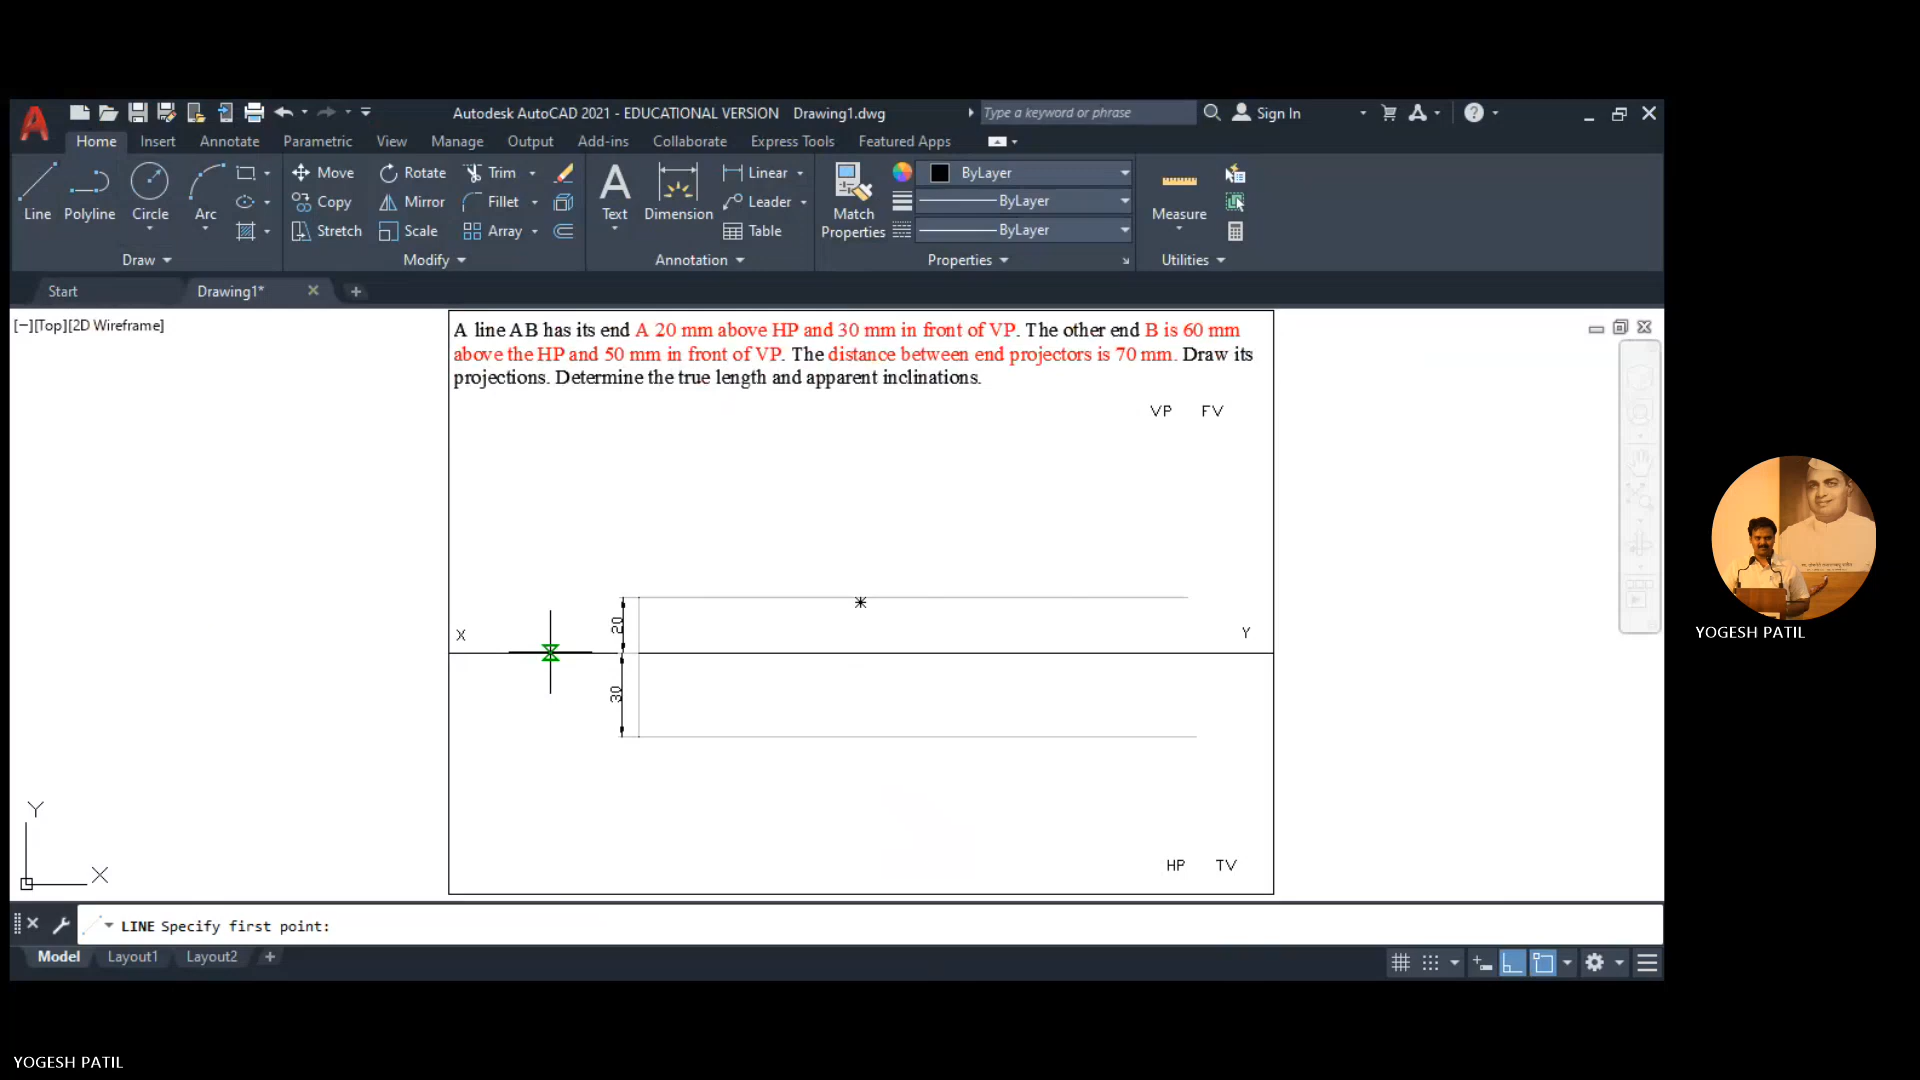 Autodesk AutoCAD 2021 - EDUCATIONAL VERSION Drawing1.dwg Type a keyword or phrase Sign In
Home Insert Annotate Parametric View Manage Output Add-ins Collaborate Express Tools Featured Apps
Line Polyline Circle Arc
Move Rotate Trim
Copy Mirror Fillet
Stretch Scale Array
Text Dimension
Linear
Leader
Table
Match Properties
ByLayer
ByLayer
ByLayer
Measure
Draw Modify Annotation Properties Utilities
Start Drawing1*
[−][Top][2D Wireframe]
A line AB has its end A 20 mm above HP and 30 mm in front of VP. The other end B is 60 mm
above the HP and 50 mm in front of VP. The distance between end projectors is 70 mm. Draw its
projections. Determine the true length and apparent inclinations.
VP FV
20
X Y
30
HP TV
Y
X
LINE Specify first point:
Model Layout1 Layout2
YOGESH PATIL
YOGESH PATIL